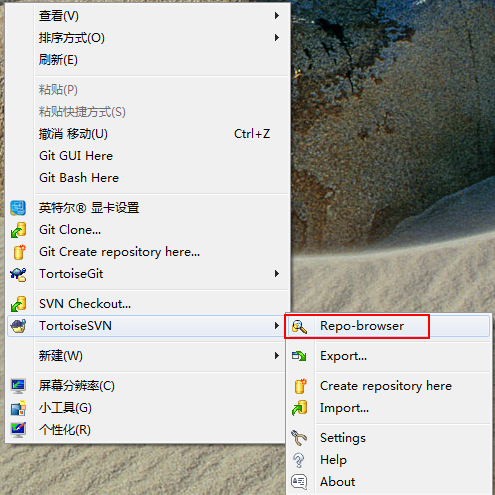 查看(V)
排序方式(O)
刷新(E)
粘贴(P)
粘贴快捷方式(S)
撤消 移动(U) Ctrl+Z
Git GUI Here
Git Bash Here
英特尔® 显卡设置
Git Clone...
Git Create repository here...
TortoiseGit
SVN Checkout...
TortoiseSVN
新建(W)
屏幕分辨率(C)
小工具(G)
个性化(R)
Repo-browser
Export...
Create repository here
Import...
Settings
Help
About